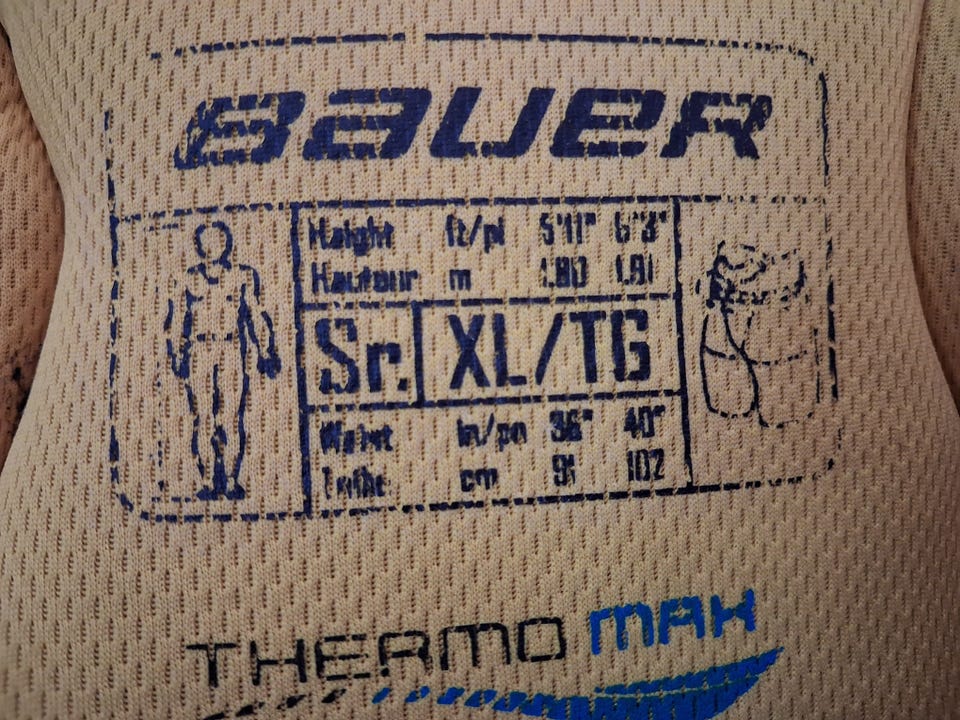 BAUER
Height ft/pi 5'11" 6'3"
Hauteur m 1.80 1.91
Sr. XL/TG
Waist in/po 36" 40"
Taille cm 91 102
THERMO MAX